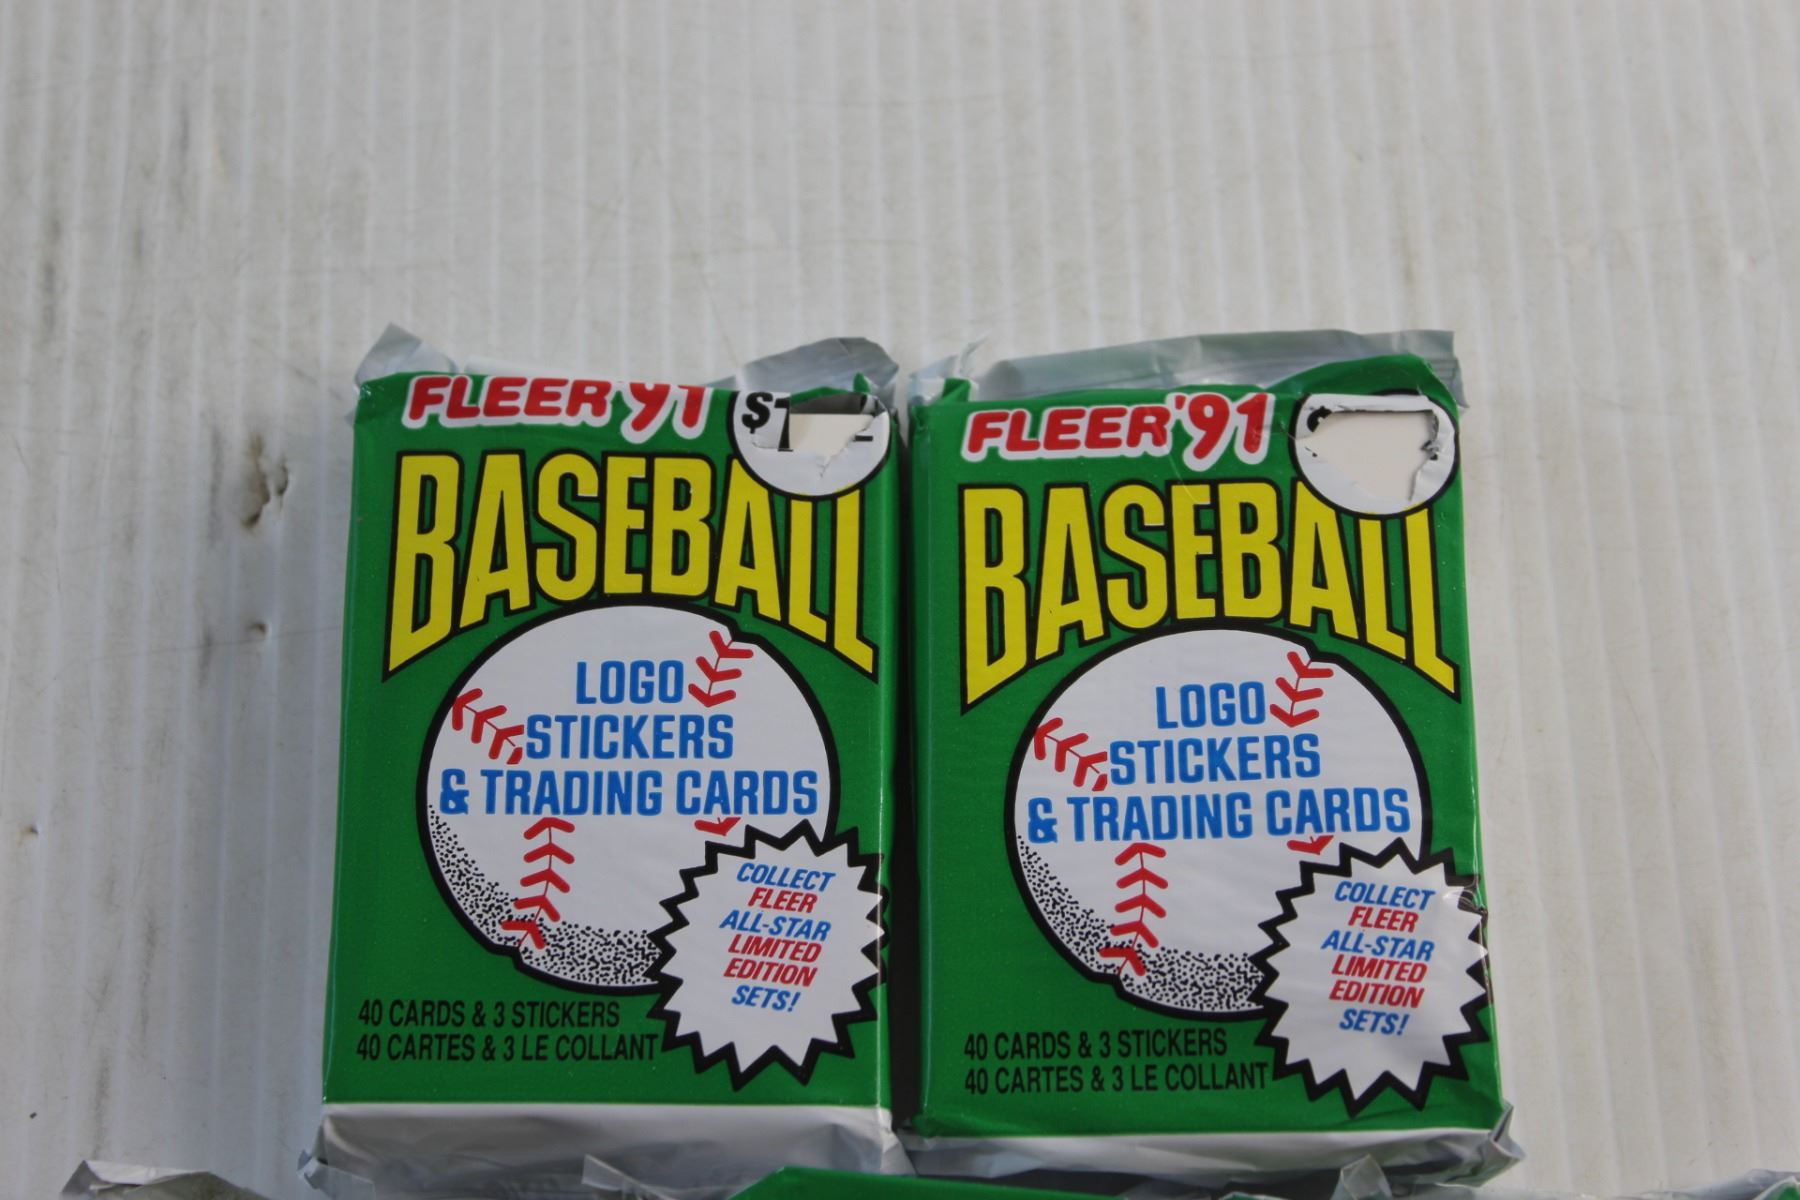 FLEER '91
BASEBALL
LOGO
STICKERS
& TRADING CARDS
COLLECT
FLEER
ALL-STAR
LIMITED
EDITION
SETS!
40 CARDS & 3 STICKERS
40 CARTES & 3 LE COLLANT
FLEER '91
BASEBALL
LOGO
STICKERS
& TRADING CARDS
COLLECT
FLEER
ALL-STAR
LIMITED
EDITION
SETS!
40 CARDS & 3 STICKERS
40 CARTES & 3 LE COLLANT